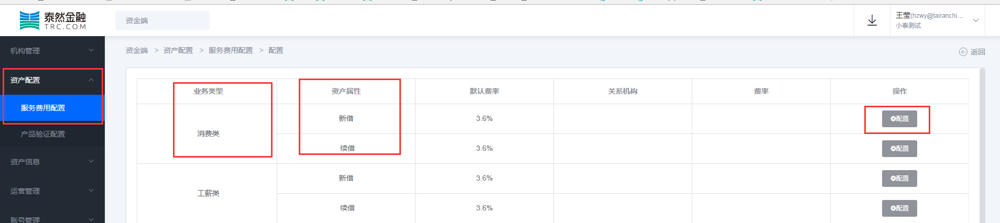 泰然金融
TRC.COM
资金端
王莹(hzwy@tairanchi...
小泰测试
机构管理
资产配置
服务费用配置
产品验证配置
资产信息
运营管理
账号管理
资金端 > 资产配置 > 服务费用配置 > 配置
返回
业务类型 资产属性 默认费率 关系机构 费率 操作
消费类
新借 3.6% 配置
续借 3.6% 配置
工薪类
新借 3.6% 配置
续借 3.6% 配置